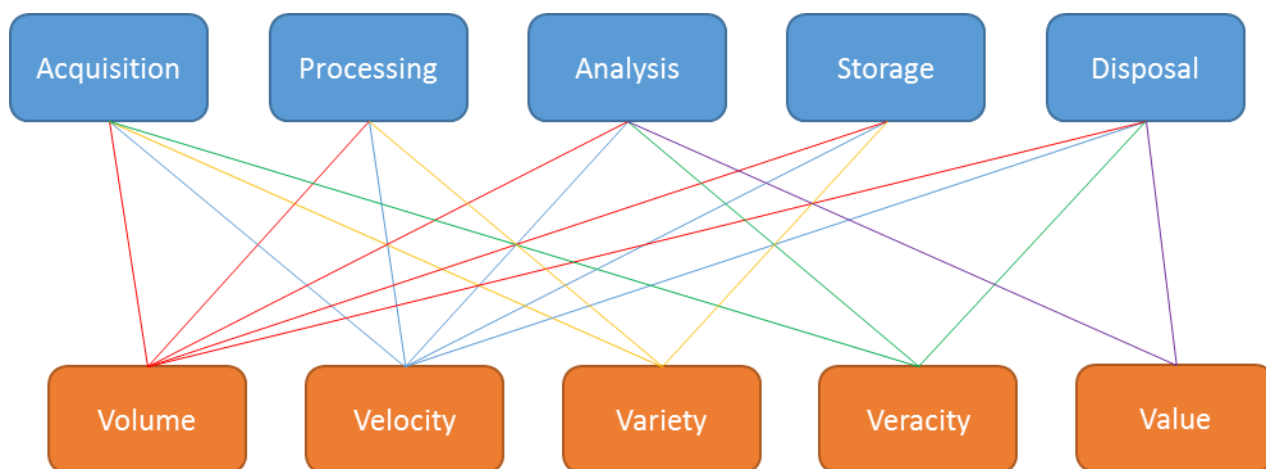 Acquisition
Processing
Analysis
Storage
Disposal
Volume
Velocity
Variety
Veracity
Value